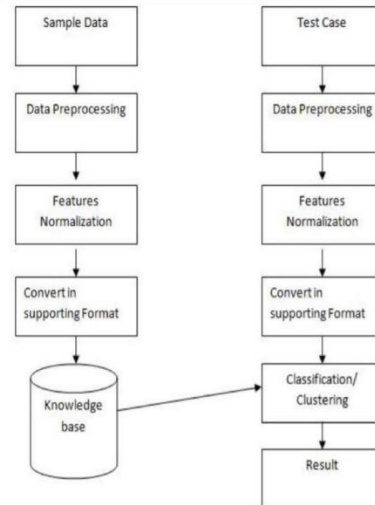 Sample Data
Data Preprocessing
Features
Normalization
Convert in
supporting Format
Knowledge
base
Test Case
Data Preprocessing
Features
Normalization
Convert in
supporting Format
Classification/
Clustering
Result